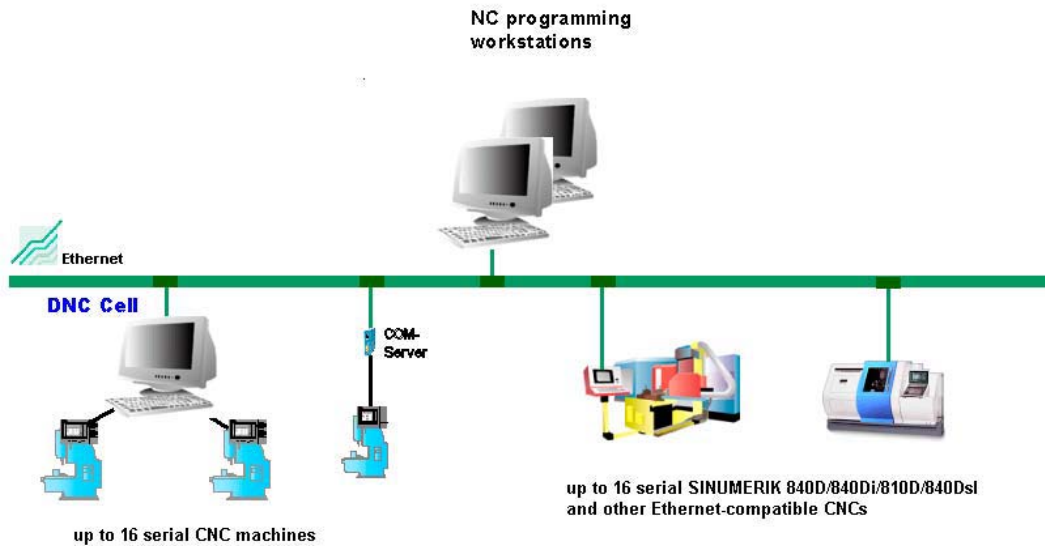 NC programming
workstations
Ethernet
DNC Cell
COM-
Server
up to 16 serial SINUMERIK 840D/840Di/810D/840Dsl
and other Ethernet-compatible CNCs
up to 16 serial CNC machines